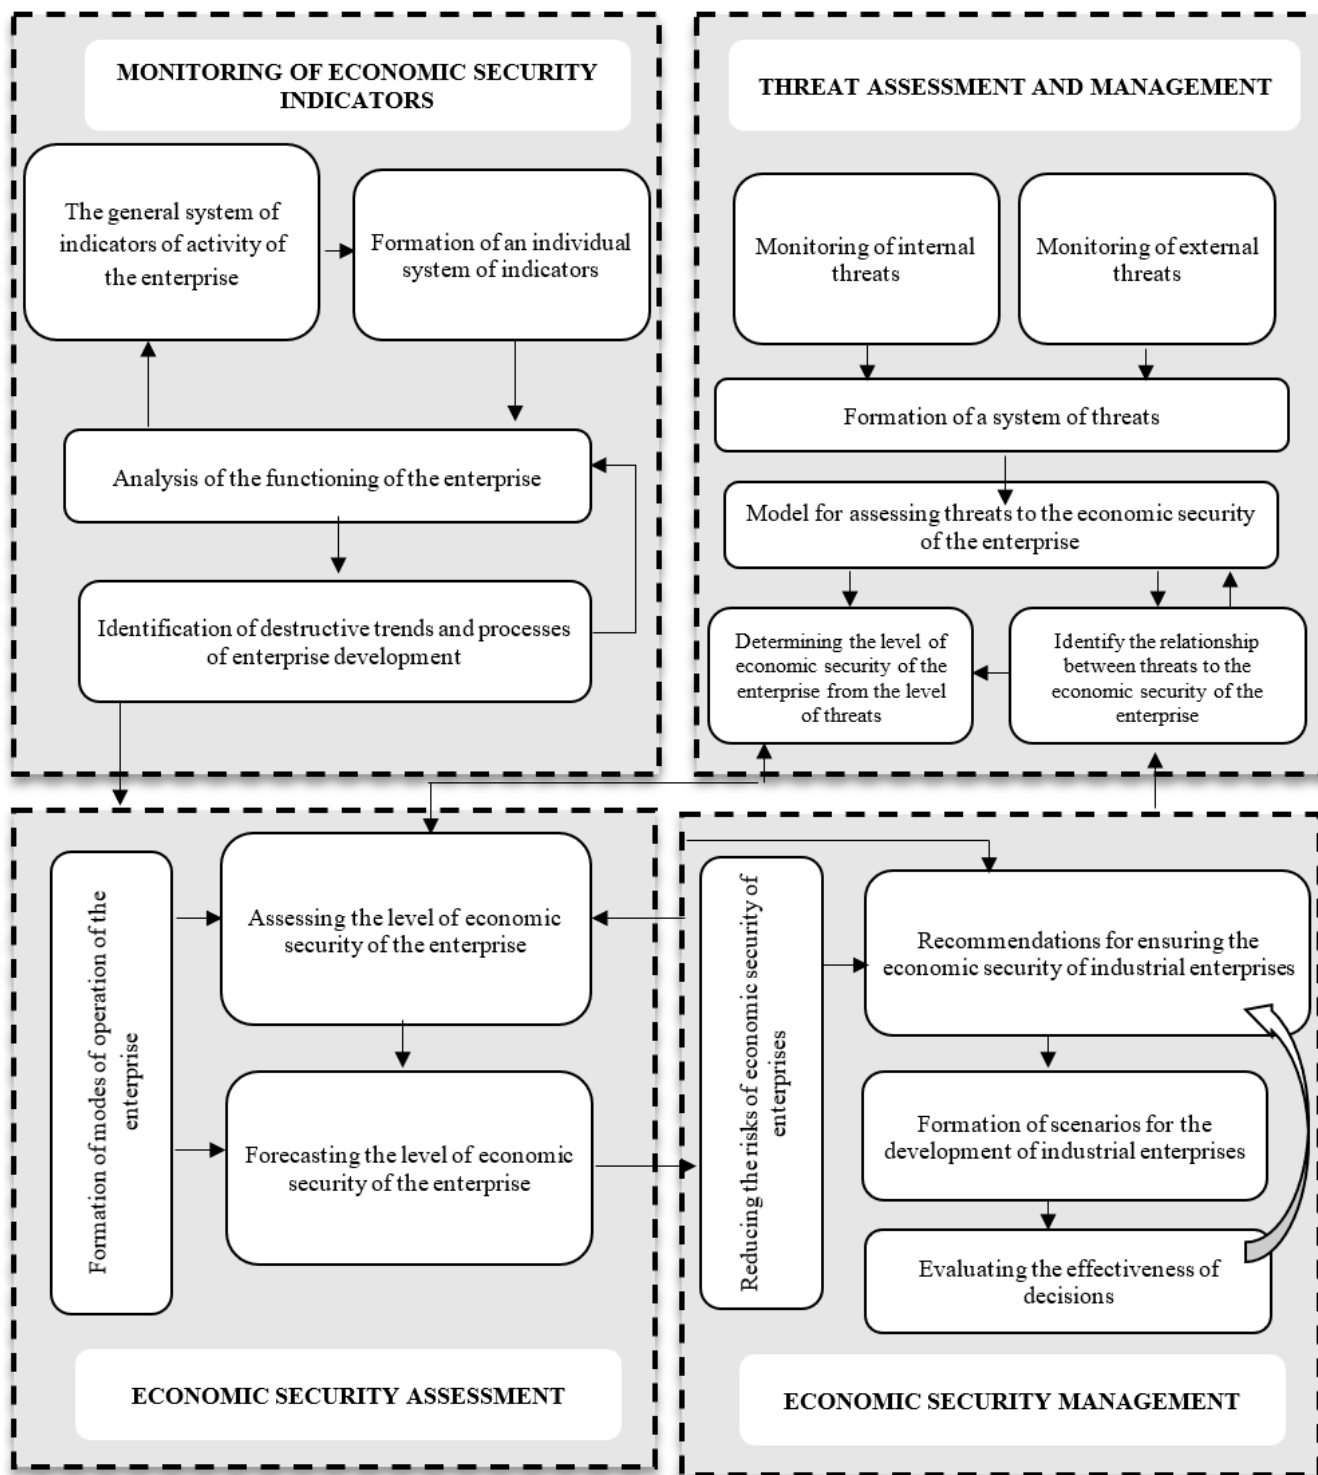 MONITORING OF ECONOMIC SECURITY
INDICATORS
The general system of
indicators of activity of
the enterprise
Formation of an individual
system of indicators
Analysis of the functioning of the enterprise
Identification of destructive trends and processes
of enterprise development
THREAT ASSESSMENT AND MANAGEMENT
Monitoring of internal
threats
Monitoring of external
threats
Formation of a system of threats
Model for assessing threats to the economic security
of the enterprise
Determining the level of
economic security of the
enterprise from the level
of threats
Identify the relationship
between threats to the
economic security of the
enterprise
Formation of modes of operation of the
enterprise
Assessing the level of economic
security of the enterprise
Forecasting the level of economic
security of the enterprise
ECONOMIC SECURITY ASSESSMENT
Reducing the risks of economic security of
enterprises
Recommendations for ensuring the
economic security of industrial enterprises
Formation of scenarios for the
development of industrial enterprises
Evaluating the effectiveness of
decisions
ECONOMIC SECURITY MANAGEMENT